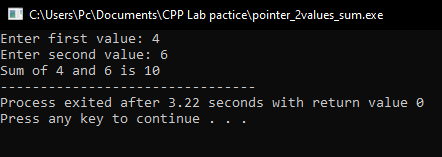 C:\Users\Pc\Documents\CPP Lab pactice\pointer_2values_sum.exe
Enter first value: 4
Enter second value: 6
Sum of 4 and 6 is 10
--------------------------------
Process exited after 3.22 seconds with return value 0
Press any key to continue . . .